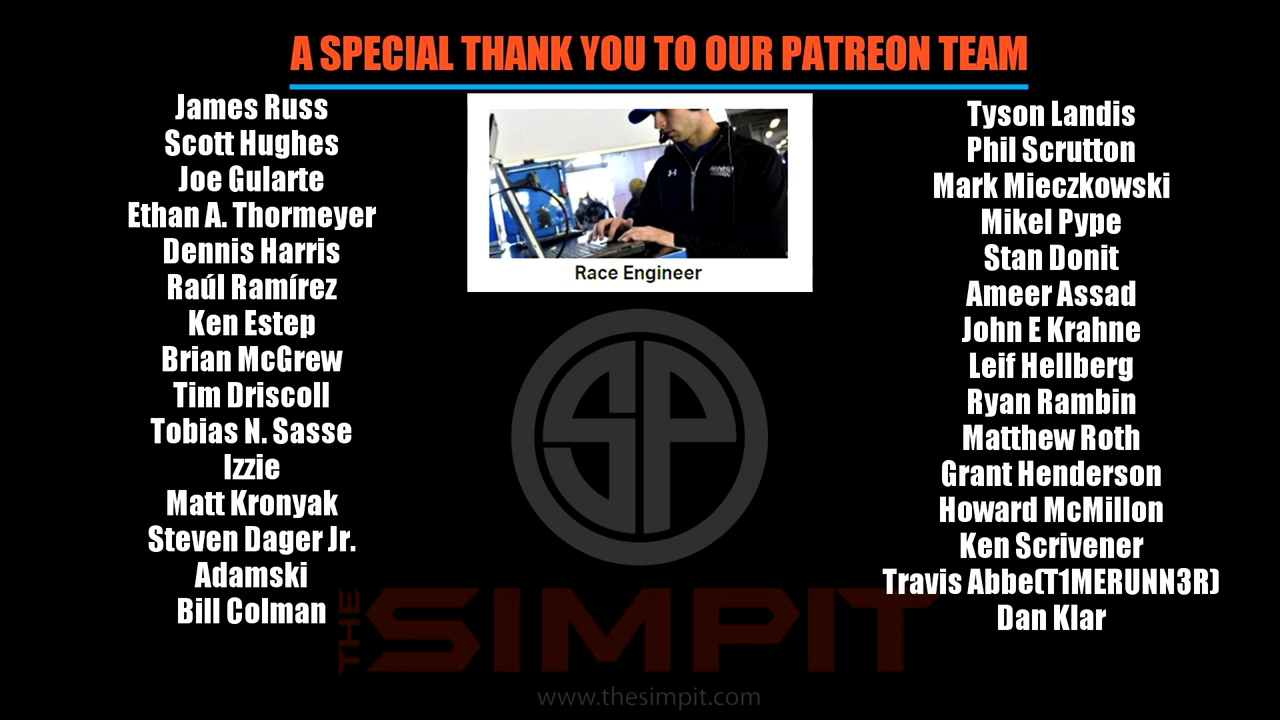 A SPECIAL THANK YOU TO OUR PATREON TEAM
James Russ
Scott Hughes
Joe Gularte
Ethan A. Thormeyer
Dennis Harris
Raúl Ramírez
Ken Estep
Brian McGrew
Tim Driscoll
Tobias N. Sasse
Izzie
Matt Kronyak
Steven Dager Jr.
Adamski
Bill Colman
Race Engineer
SP
THE SIMPIT
www.thesimpit.com
Tyson Landis
Phil Scrutton
Mark Mieczkowski
Mikel Pype
Stan Donit
Ameer Assad
John E Krahne
Leif Hellberg
Ryan Rambin
Matthew Roth
Grant Henderson
Howard McMillon
Ken Scrivener
Travis Abbe(T1MERUNN3R)
Dan Klar